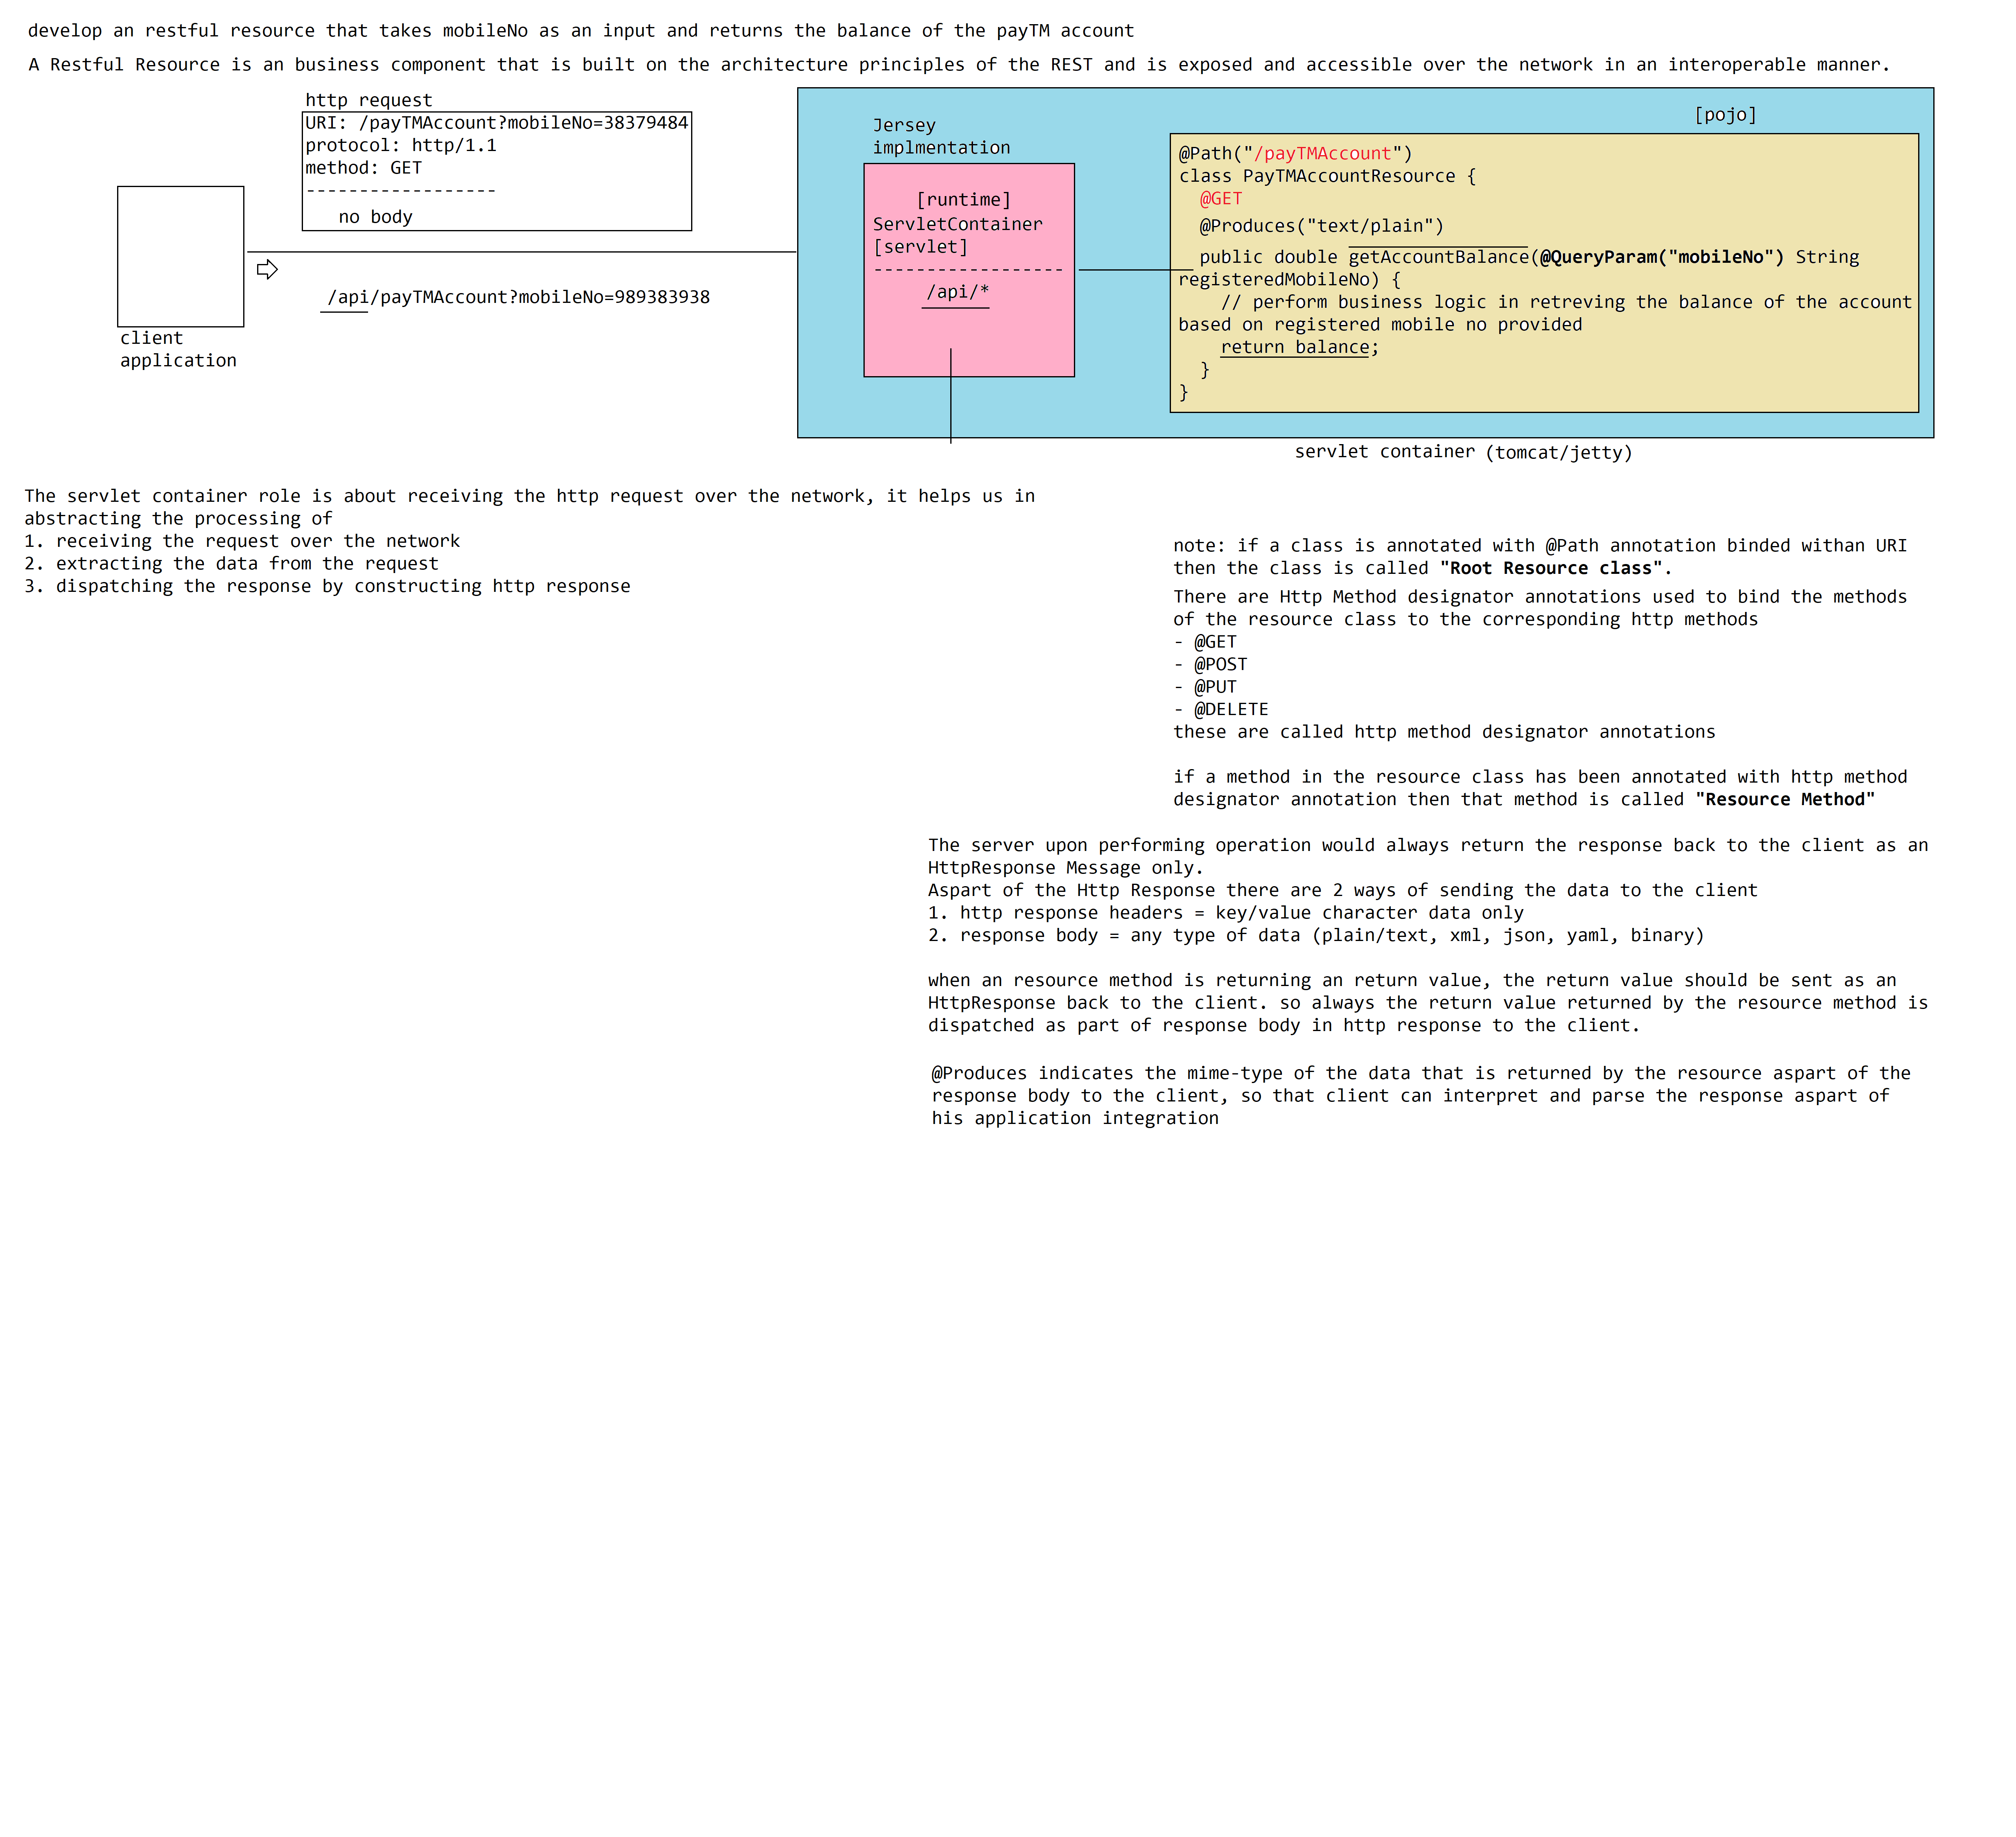 develop an restful resource that takes mobileNo as an input and returns the balance of the payTM account
A Restful Resource is an business component that is built on the architecture principles of the REST and is exposed and accessible over the network in an interoperable manner.
http request
URI: /payTMAccount?mobileNo=38379484
protocol: http/1.1
method: GET
------------------
no body
/api/payTMAccount?mobileNo=989383938
client
application
Jersey
implmentation
[runtime]
ServletContainer
[servlet]
------------------
/api/*
[pojo]
@Path("/payTMAccount")
class PayTMAccountResource {
@GET
@Produces("text/plain")
public double getAccountBalance(@QueryParam("mobileNo") String
registeredMobileNo) {
// perform business logic in retreving the balance of the account
based on registered mobile no provided
return balance;
}
}
servlet container (tomcat/jetty)
The servlet container role is about receiving the http request over the network, it helps us in
abstracting the processing of
1. receiving the request over the network
2. extracting the data from the request
3. dispatching the response by constructing http response
note: if a class is annotated with @Path annotation binded withan URI
then the class is called "Root Resource class".
There are Http Method designator annotations used to bind the methods
of the resource class to the corresponding http methods
- @GET
- @POST
- @PUT
- @DELETE
these are called http method designator annotations
if a method in the resource class has been annotated with http method
designator annotation then that method is called "Resource Method"
The server upon performing operation would always return the response back to the client as an
HttpResponse Message only.
Aspart of the Http Response there are 2 ways of sending the data to the client
1. http response headers = key/value character data only
2. response body = any type of data (plain/text, xml, json, yaml, binary)
when an resource method is returning an return value, the return value should be sent as an
HttpResponse back to the client. so always the return value returned by the resource method is
dispatched as part of response body in http response to the client.
@Produces indicates the mime-type of the data that is returned by the resource aspart of the
response body to the client, so that client can interpret and parse the response aspart of
his application integration